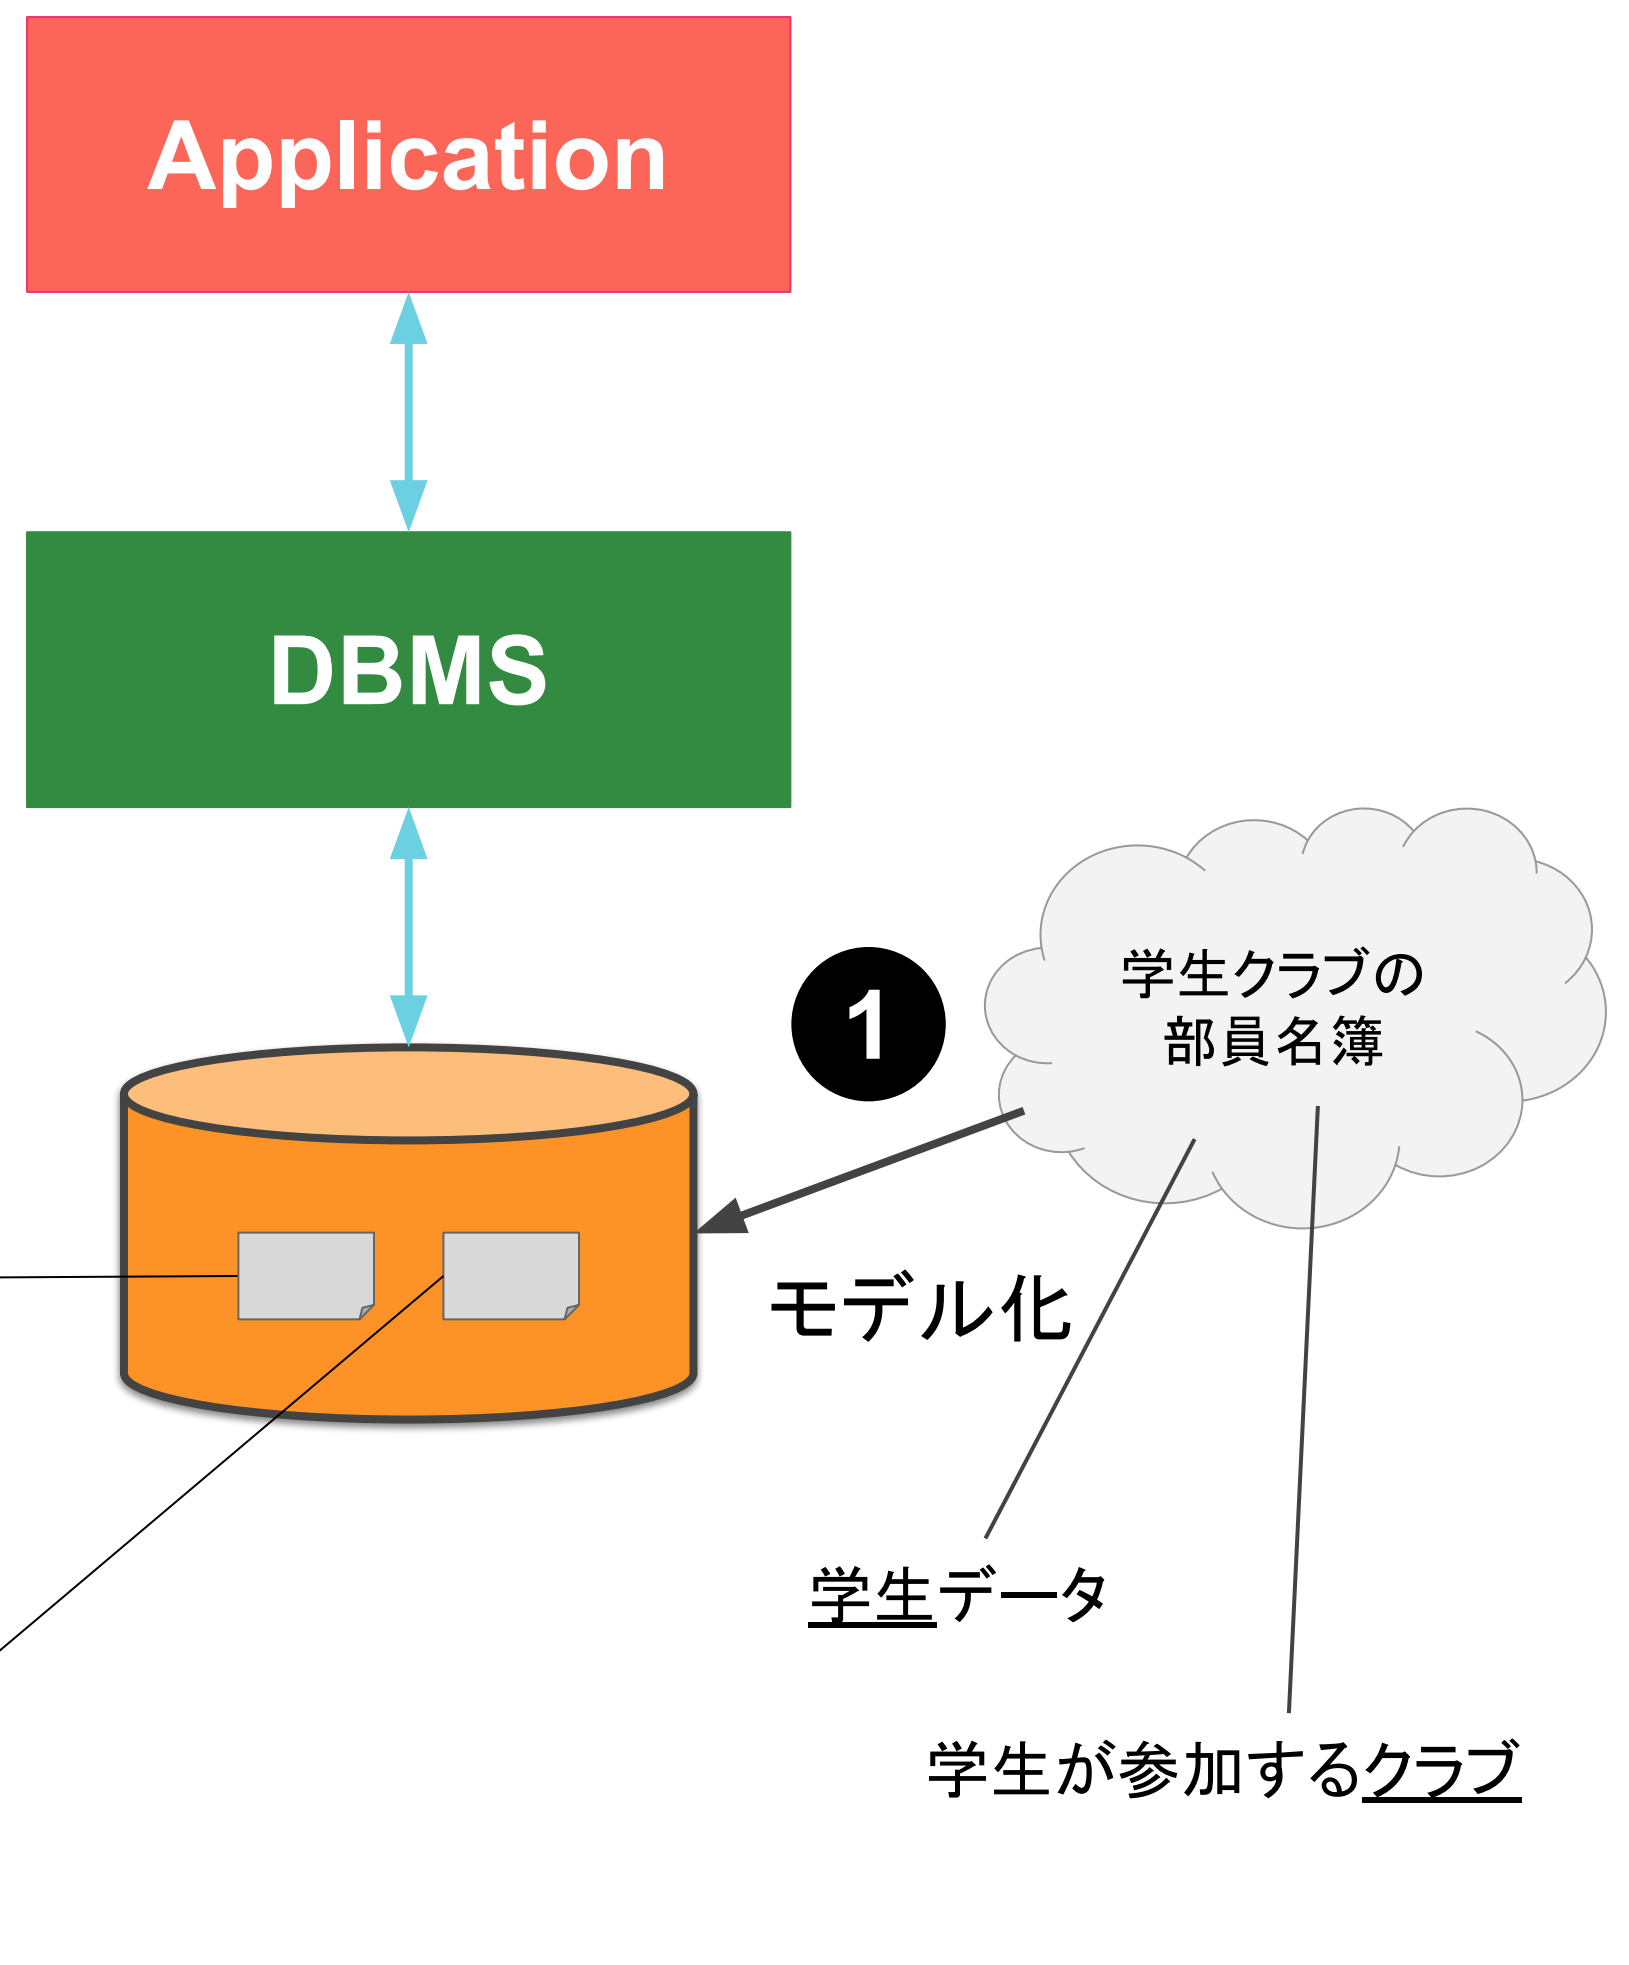 Application
DBMS
1
学生クラブの
部員名簿
モデル化
学生データ
学生が参加するクラブ